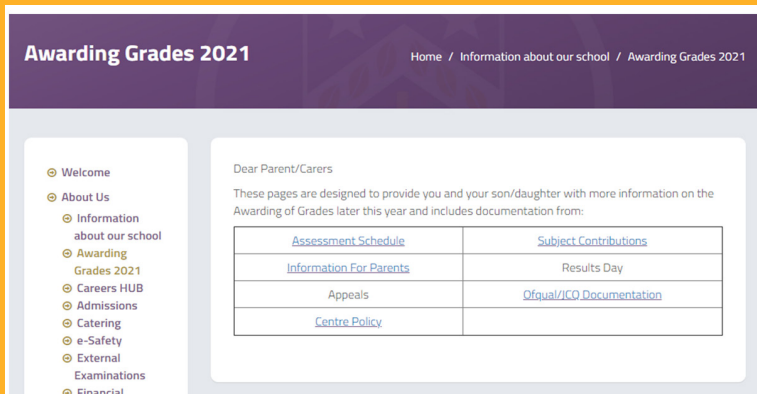 Awarding Grades 2021
Home / Information about our school / Awarding Grades 2021
Welcome
About Us
Information
about our school
Awarding
Grades 2021
Careers HUB
Admissions
Catering
e-Safety
External
Examinations
Financial
Dear Parent/Carers
These pages are designed to provide you and your son/daughter with more information on the
Awarding of Grades later this year and includes documentation from:
Assessment Schedule
Subject Contributions
Information For Parents
Results Day
Appeals
Ofqual/JCQ Documentation
Centre Policy